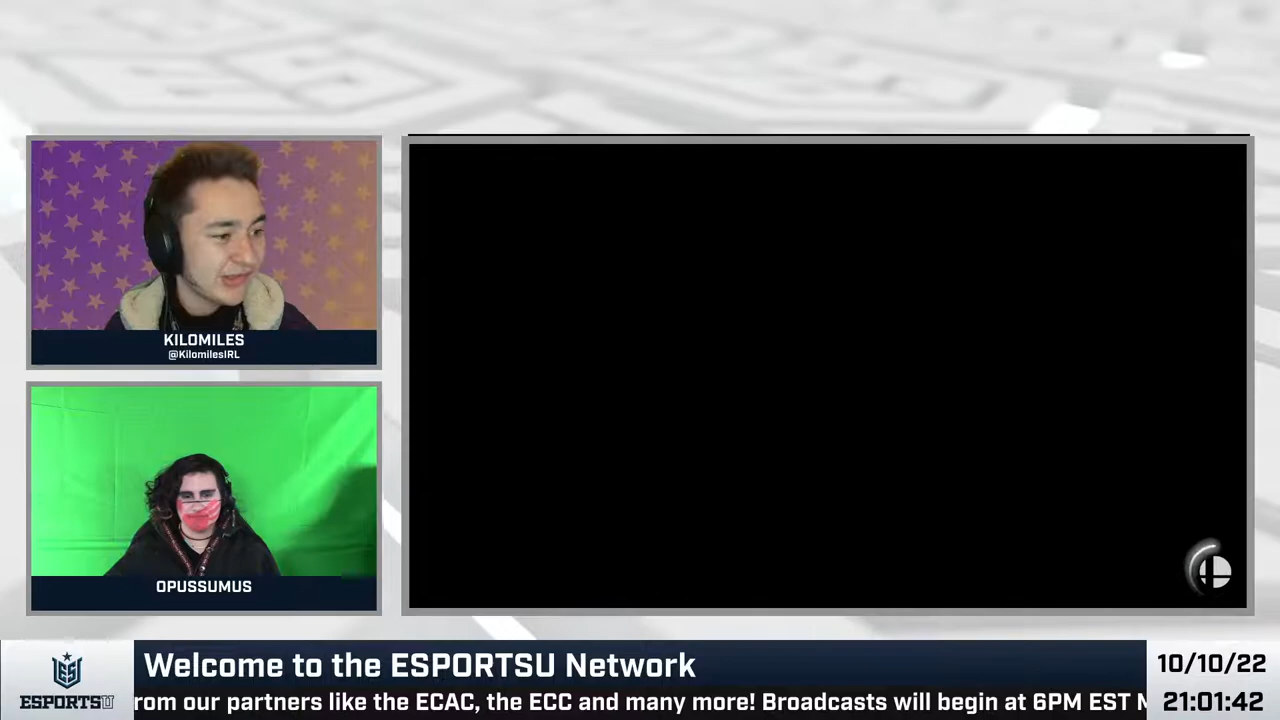 KILOMILES
@KilomilesIRL
OPUSSUMUS
ESPORTSU
Welcome to the ESPORTSU Network
rom our partners like the ECAC, the ECC and many more! Broadcasts will begin at 6PM EST
10/10/22
21:01:42